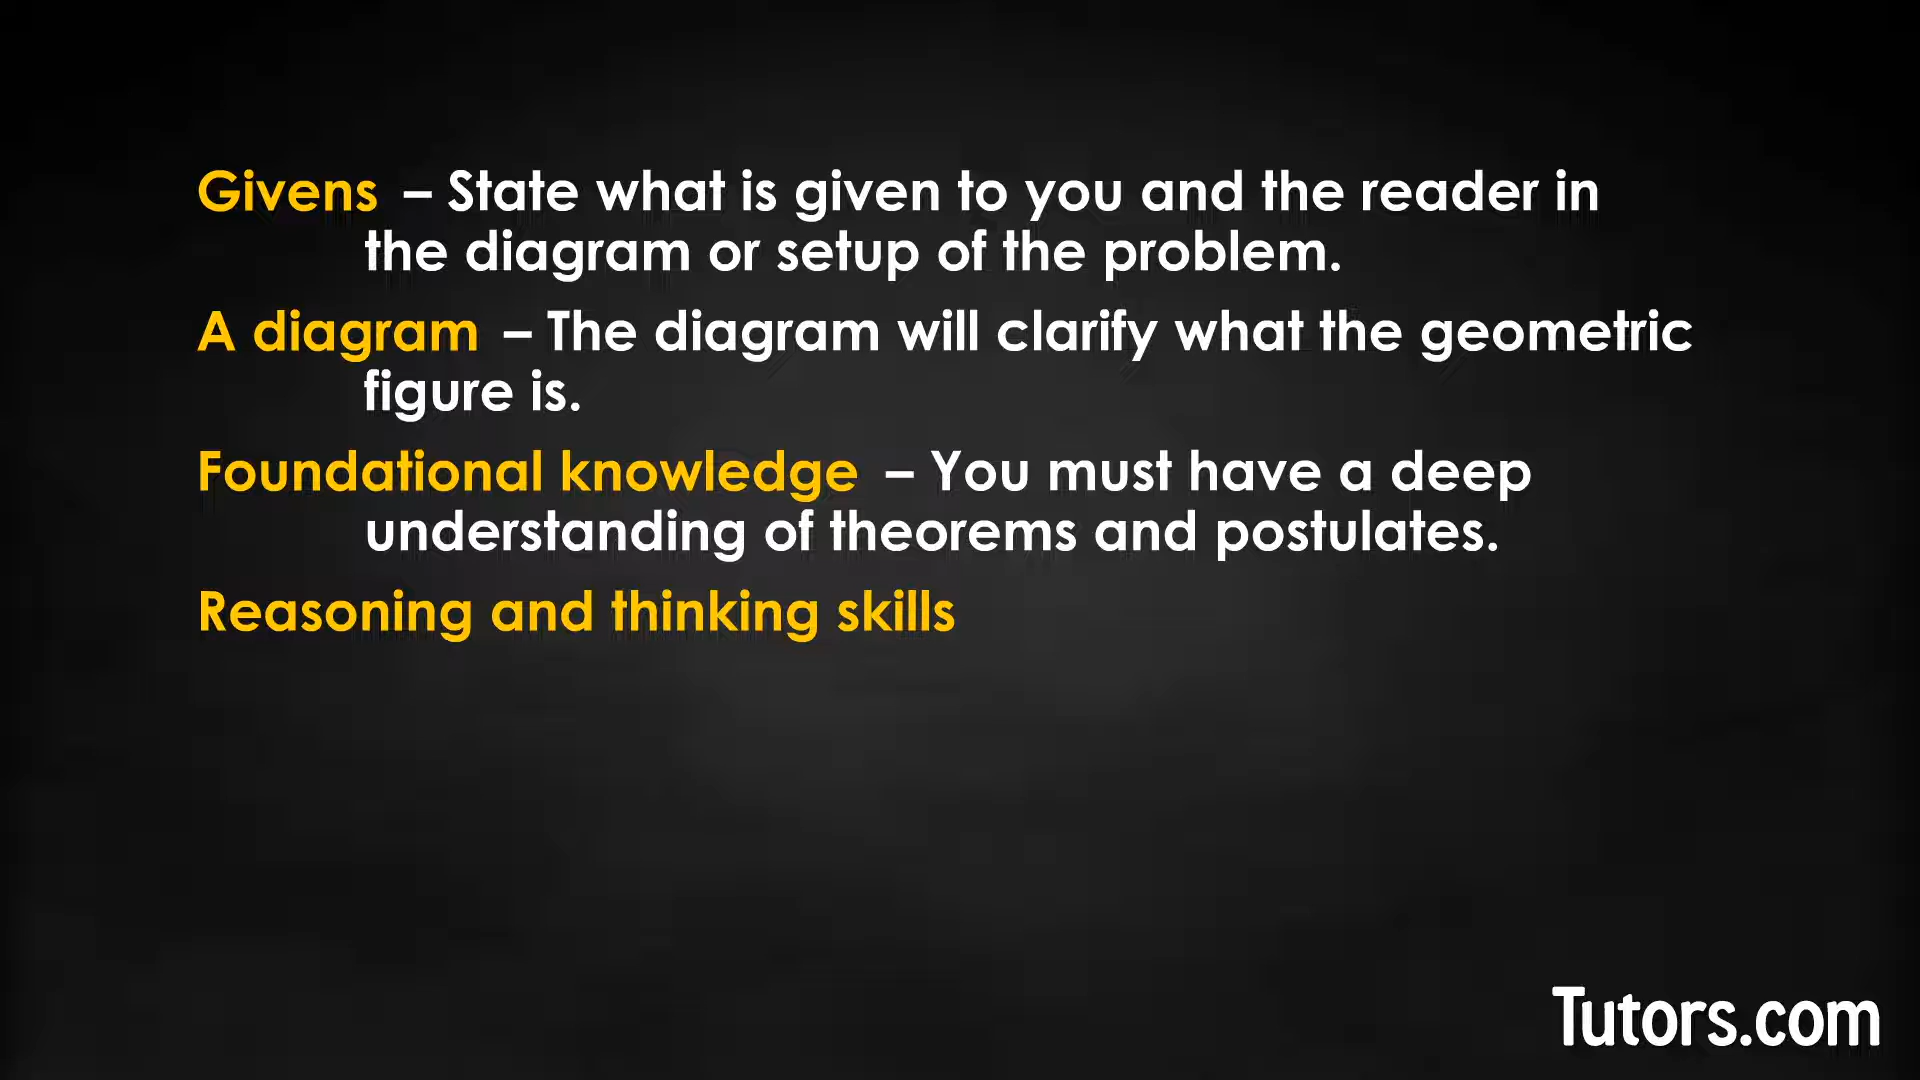 Givens – State what is given to you and the reader in
the diagram or setup of the problem.
A diagram – The diagram will clarify what the geometric
figure is.
Foundational knowledge – You must have a deep
understanding of theorems and postulates.
Reasoning and thinking skills
Tutors.com